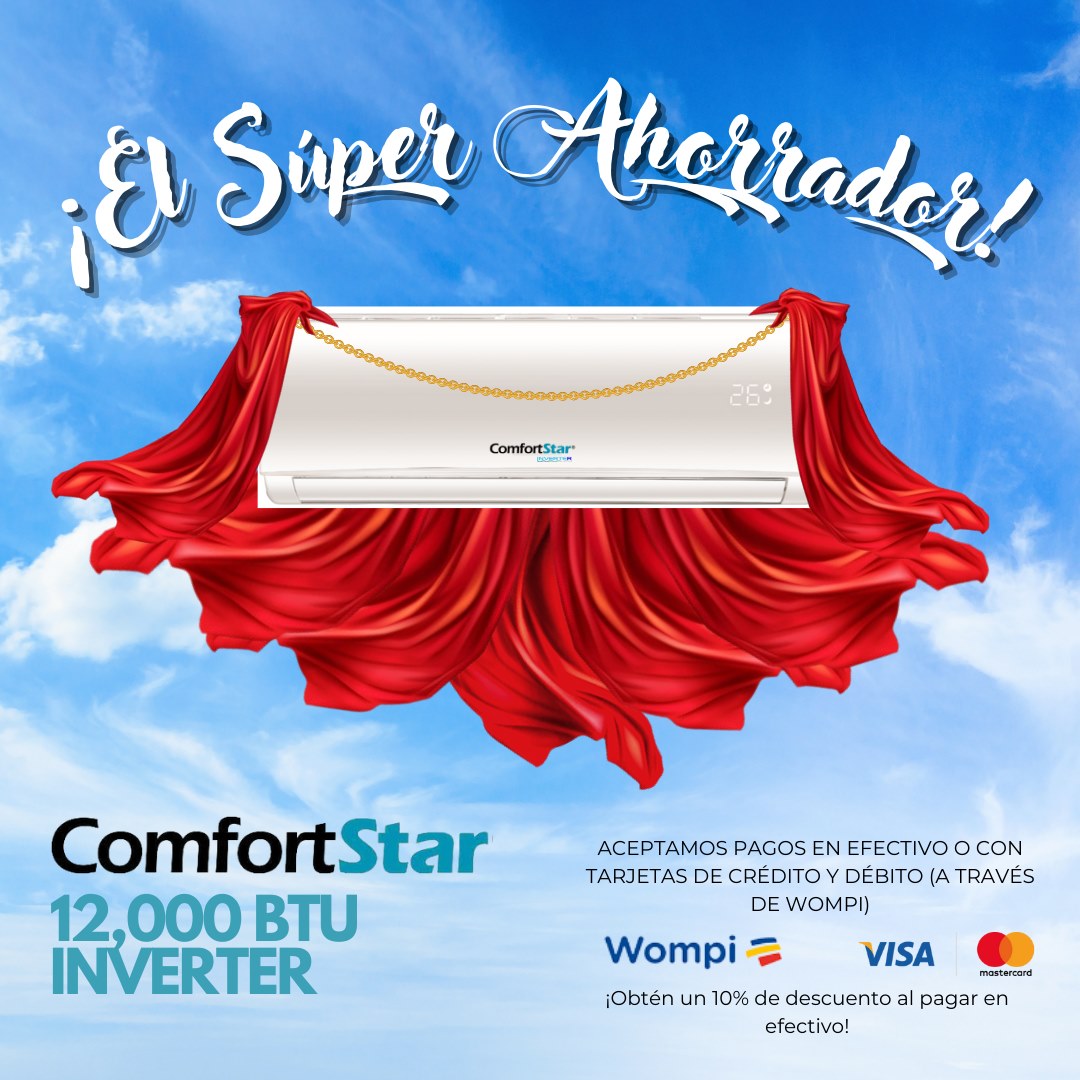 ¡El Súper Ahorrador!
26°
ComfortStar®
INVERTER
ComfortStar
12,000 BTU
INVERTER
ACEPTAMOS PAGOS EN EFECTIVO O CON
TARJETAS DE CRÉDITO Y DÉBITO (A TRAVÉS
DE WOMPI)
Wompi
VISA
mastercard
¡Obtén un 10% de descuento al pagar en
efectivo!